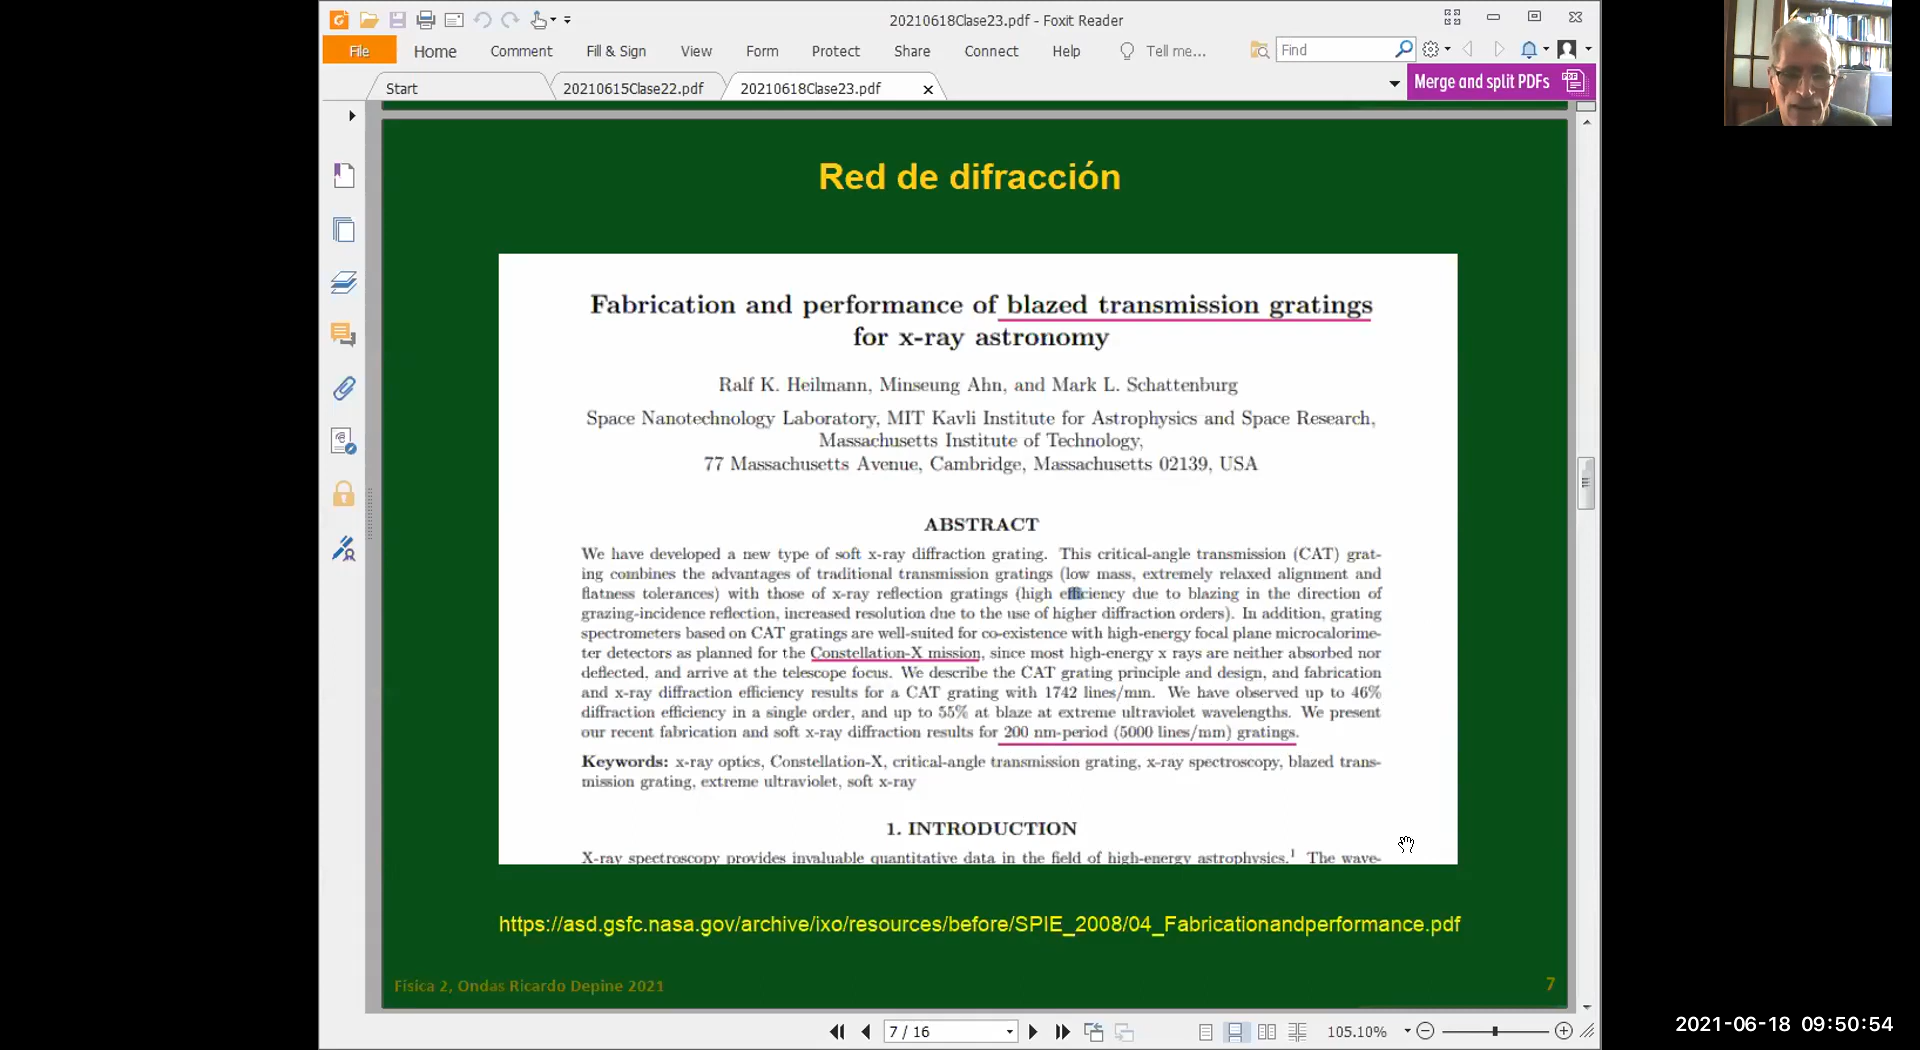 20210618Clase23.pdf - Foxit Reader
File Home Comment Fill & Sign View Form Protect Share Connect Help Tell me... Find
Start 20210615Clase22.pdf 20210618Clase23.pdf Merge and split PDFs
Red de difracción
Fabrication and performance of blazed transmission gratings
for x-ray astronomy
Ralf K. Heilmann, Minseung Ahn, and Mark L. Schattenburg
Space Nanotechnology Laboratory, MIT Kavli Institute for Astrophysics and Space Research,
Massachusetts Institute of Technology,
77 Massachusetts Avenue, Cambridge, Massachusetts 02139, USA
ABSTRACT
We have developed a new type of soft x-ray diffraction grating. This critical-angle transmission (CAT) grat-
ing combines the advantages of traditional transmission gratings (low mass, extremely relaxed alignment and
flatness tolerances) with those of x-ray reflection gratings (high efficiency due to blazing in the direction of
grazing-incidence reflection, increased resolution due to the use of higher diffraction orders). In addition, grating
spectrometers based on CAT gratings are well-suited for co-existence with high-energy focal plane microcalorime-
ter detectors as planned for the Constellation-X mission, since most high-energy x rays are neither absorbed nor
deflected, and arrive at the telescope focus. We describe the CAT grating principle and design, and fabrication
and x-ray diffraction efficiency results for a CAT grating with 1742 lines/mm. We have observed up to 46%
diffraction efficiency in a single order, and up to 55% at blaze at extreme ultraviolet wavelengths. We present
our recent fabrication and soft x-ray diffraction results for 200 nm-period (5000 lines/mm) gratings.
Keywords: x-ray optics, Constellation-X, critical-angle transmission grating, x-ray spectroscopy, blazed trans-
mission grating, extreme ultraviolet, soft x-ray
1. INTRODUCTION
X-ray spectroscopy provides invaluable quantitative data in the field of high-energy astrophysics.1 The wave-
https://asd.gsfc.nasa.gov/archive/ixo/resources/before/SPIE_2008/04_Fabricationandperformance.pdf
Física 2, Ondas Ricardo Depine 2021 7
7 / 16 105.10%
2021-06-18 09:50:54